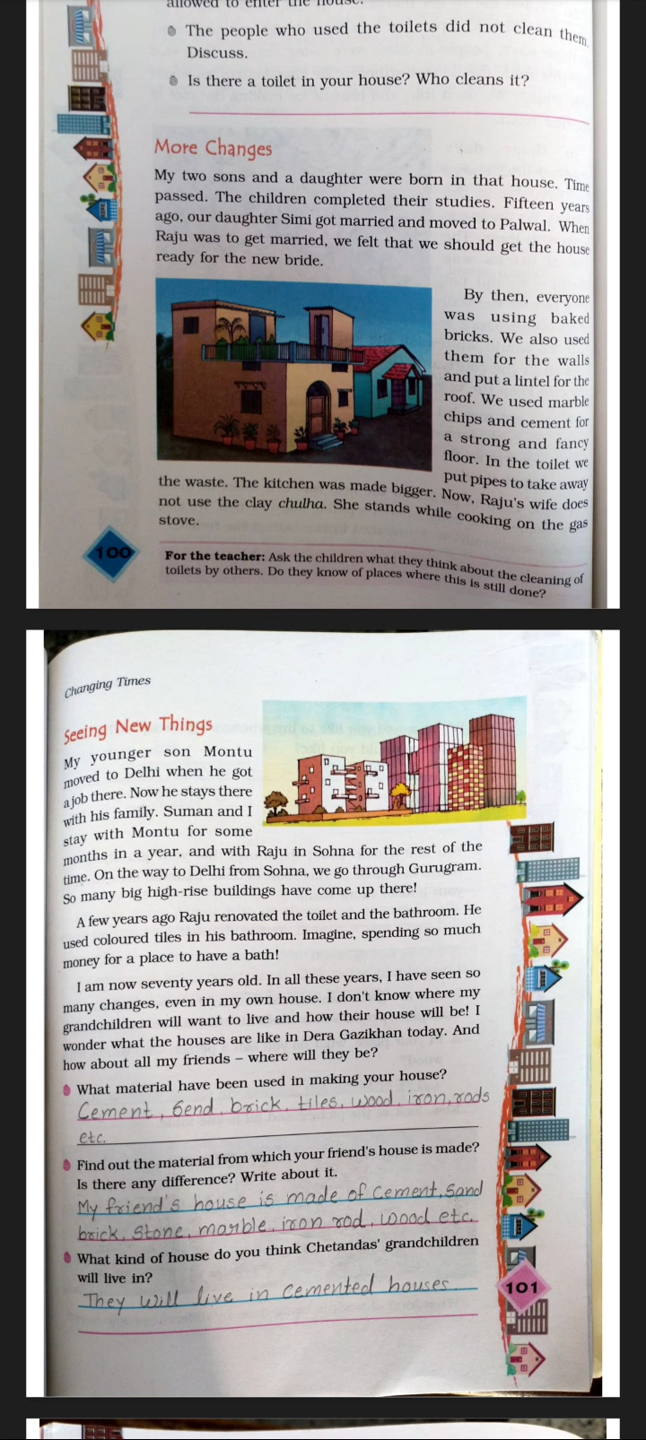 allowed to enter the house.
The people who used the toilets did not clean them.
Discuss.
Is there a toilet in your house? Who cleans it?
More Changes
My two sons and a daughter were born in that house. Time
passed. The children completed their studies. Fifteen years
ago, our daughter Simi got married and moved to Palwal. When
Raju was to get married, we felt that we should get the house
ready for the new bride.
By then, everyone
was using baked
bricks. We also used
them for the walls
and put a lintel for the
roof. We used marble
chips and cement for
a strong and fancy
floor. In the toilet we
put pipes to take away
the waste. The kitchen was made bigger. Now, Raju's wife does
not use the clay chulha. She stands while cooking on the gas
stove.
100
For the teacher: Ask the children what they think about the cleaning of
toilets by others. Do they know of places where this is still done?
Changing Times
Seeing New Things
My younger son Montu
moved to Delhi when he got
a job there. Now he stays there
with his family. Suman and I
stay with Montu for some
months in a year, and with Raju in Sohna for the rest of the
time. On the way to Delhi from Sohna, we go through Gurugram.
So many big high-rise buildings have come up there!
A few years ago Raju renovated the toilet and the bathroom. He
used coloured tiles in his bathroom. Imagine, spending so much
money for a place to have a bath!
I am now seventy years old. In all these years, I have seen so
many changes, even in my own house. I don't know where my
grandchildren will want to live and how their house will be! I
wonder what the houses are like in Dera Gazikhan today. And
how about all my friends – where will they be?
What material have been used in making your house?
Cement, Send, brick, tiles, wood, iron, rods
etc.
Find out the material from which your friend's house is made?
Is there any difference? Write about it.
My friend's house is made of Cement, Sand
brick, Stone, marble, iron rod, wood etc.
What kind of house do you think Chetandas' grandchildren
will live in?
They will live in cemented houses.
101